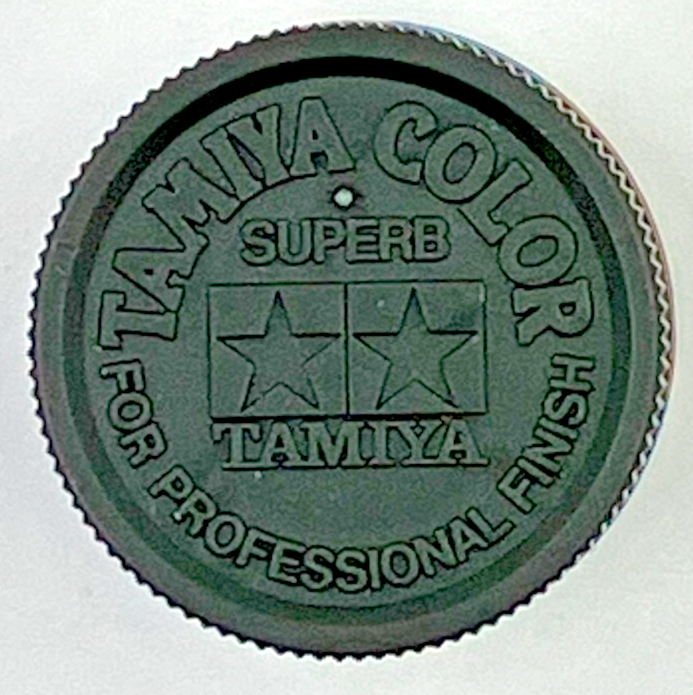 TAMIYA COLOR
SUPERB
TAMIYA
FOR PROFESSIONAL FINISH